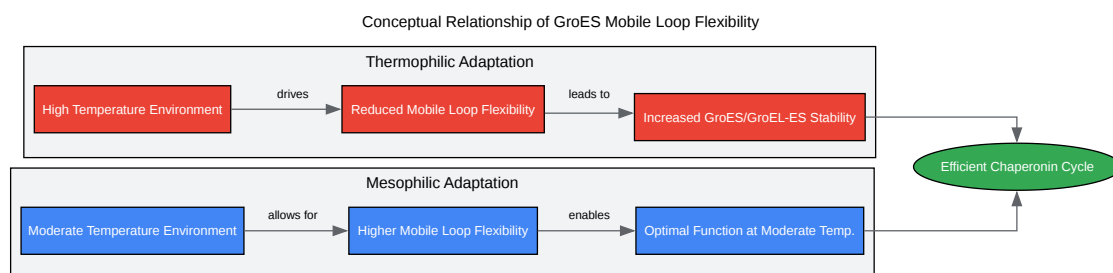 Conceptual Relationship of GroES Mobile Loop Flexibility
Thermophilic Adaptation
High Temperature Environment
drives
Reduced Mobile Loop Flexibility
leads to
Increased GroES/GroEL-ES Stability
Efficient Chaperonin Cycle
Mesophilic Adaptation
Moderate Temperature Environment
allows for
Higher Mobile Loop Flexibility
enables
Optimal Function at Moderate Temp.